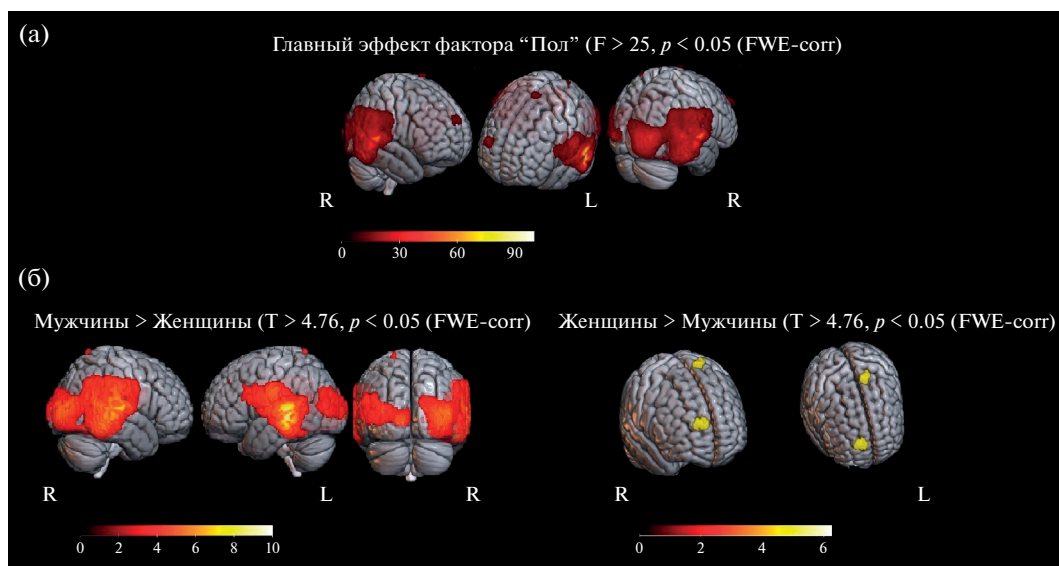 (а)
Главный эффект фактора “Пол” (F > 25, p < 0.05 (FWE-corr)
R L R
0 30 60 90
(б)
Мужчины > Женщины (T > 4.76, p < 0.05 (FWE-corr)
R L R
0 2 4 6 8 10
Женщины > Мужчины (T > 4.76, p < 0.05 (FWE-corr)
R L
0 2 4 6